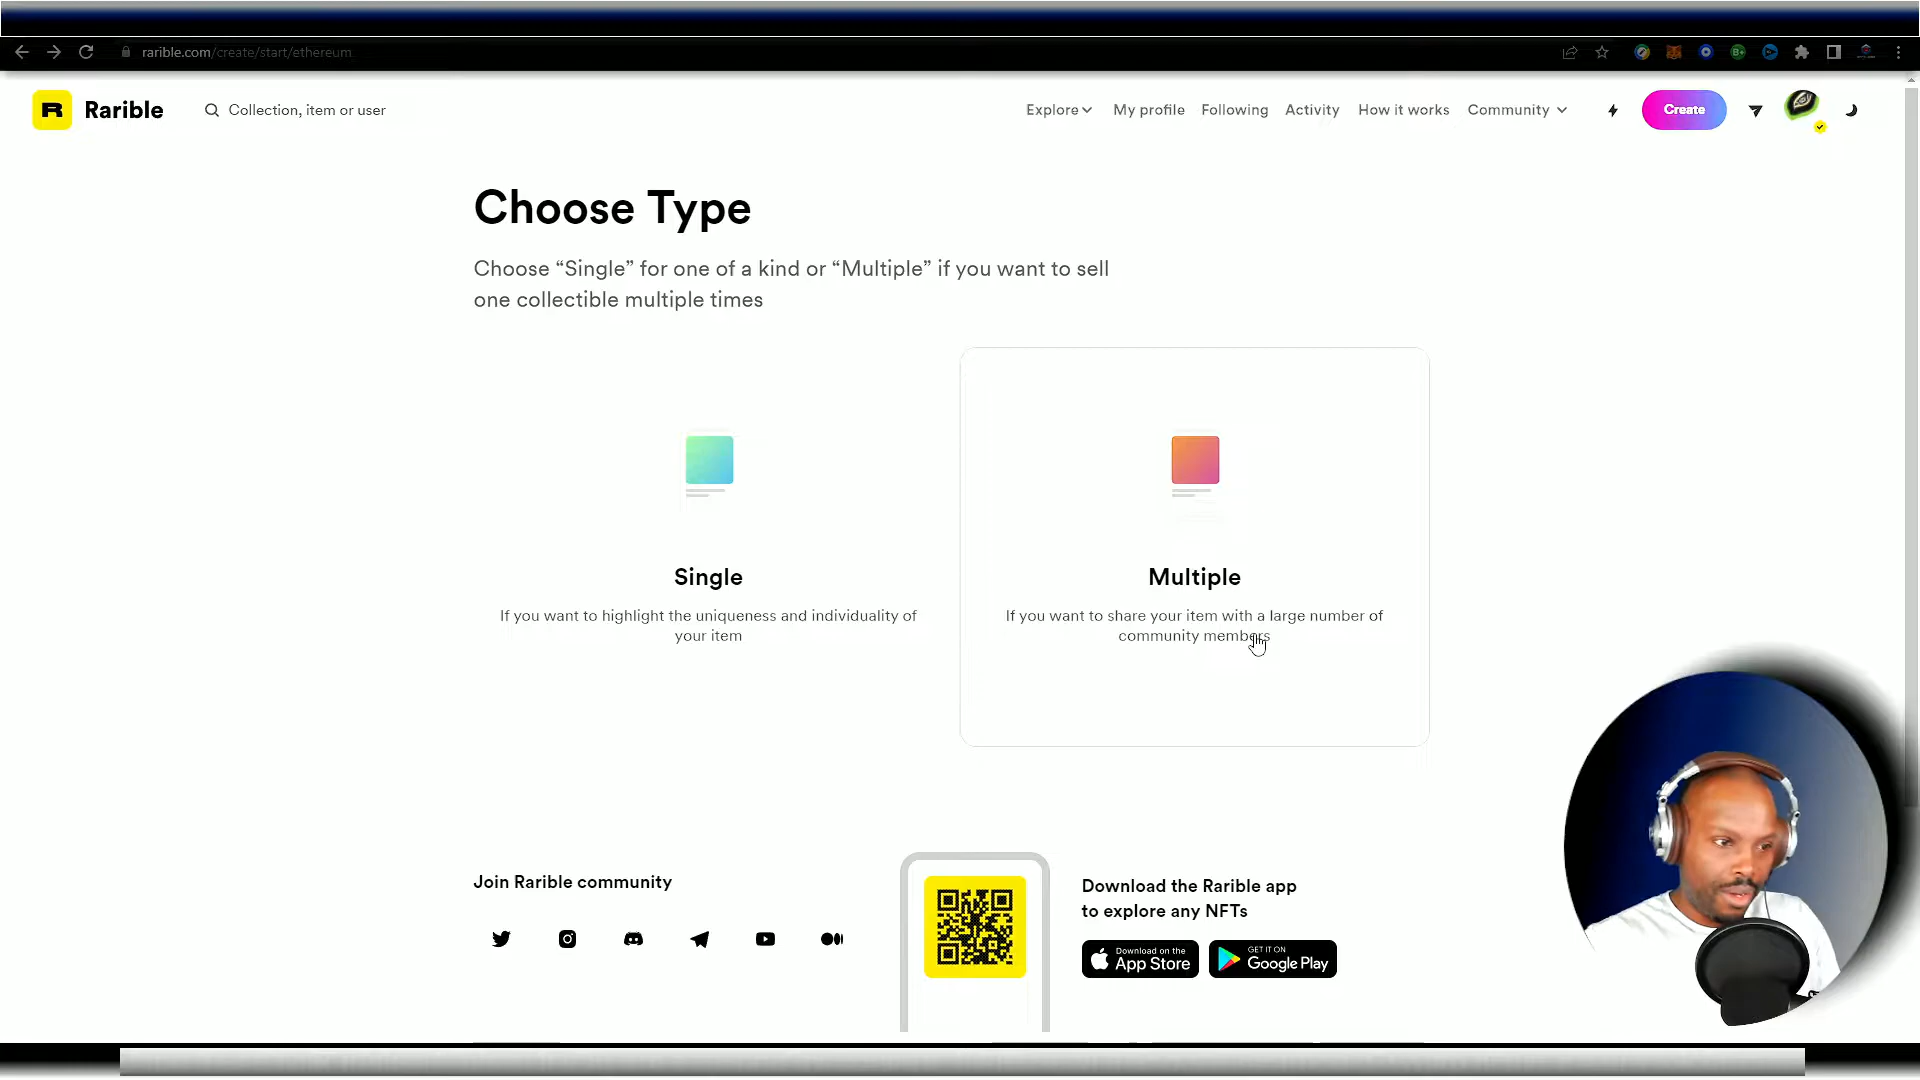 rarible.com/create/start/ethereum
R Rarible
Collection, item or user
Explore
My profile
Following
Activity
How it works
Community
Create
Choose Type
Choose “Single” for one of a kind or “Multiple” if you want to sell
one collectible multiple times
Single
If you want to highlight the uniqueness and individuality of
your item
Multiple
If you want to share your item with a large number of
community members
Join Rarible community
Download the Rarible app
to explore any NFTs
Download on the
App Store
GET IT ON
Google Play